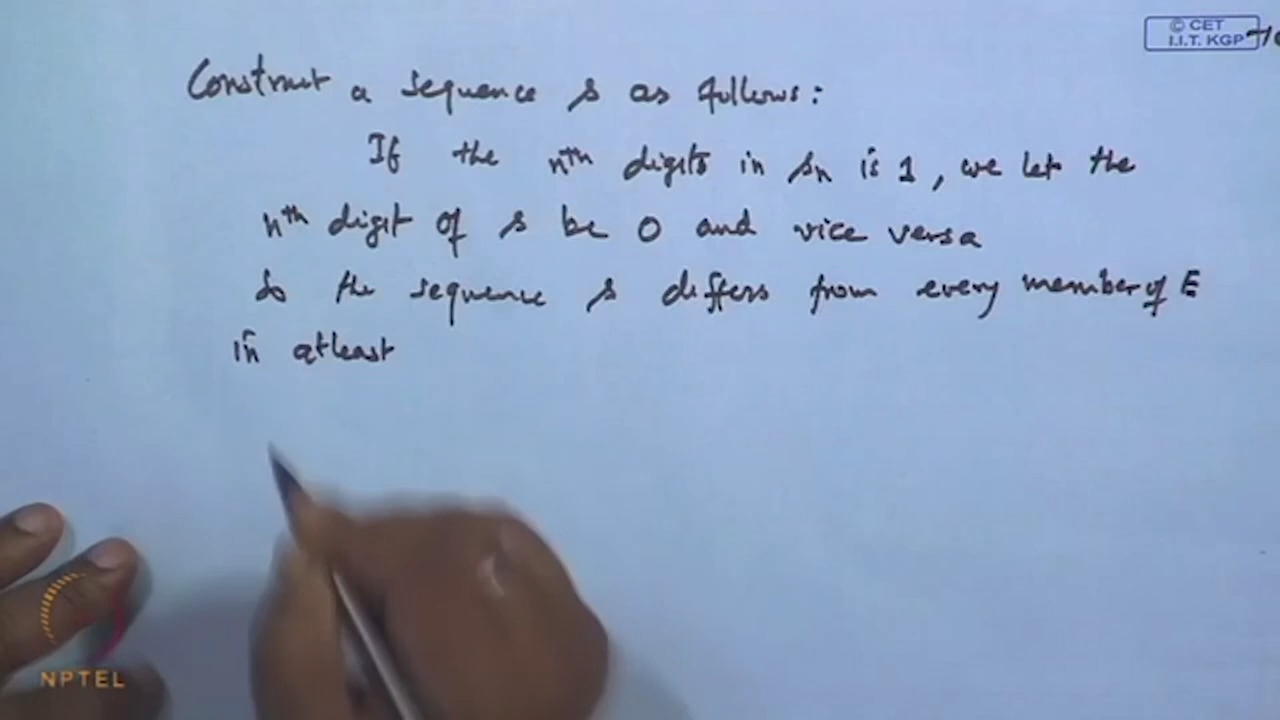 © CET
I.I.T. KGP
Construct a sequence s as follows:
If the nth digits in sn is 1, we let the
nth digit of s be 0 and vice versa
So the sequence s differs from every member of E
in atleast
NPTEL